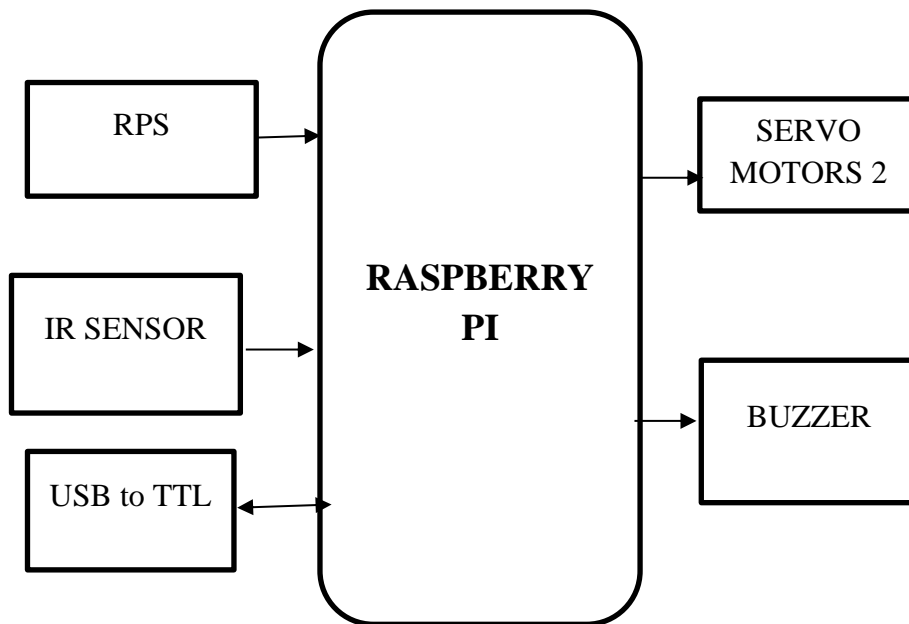 RPS
IR SENSOR
USB to TTL
RASPBERRY
PI
SERVO
MOTORS 2
BUZZER